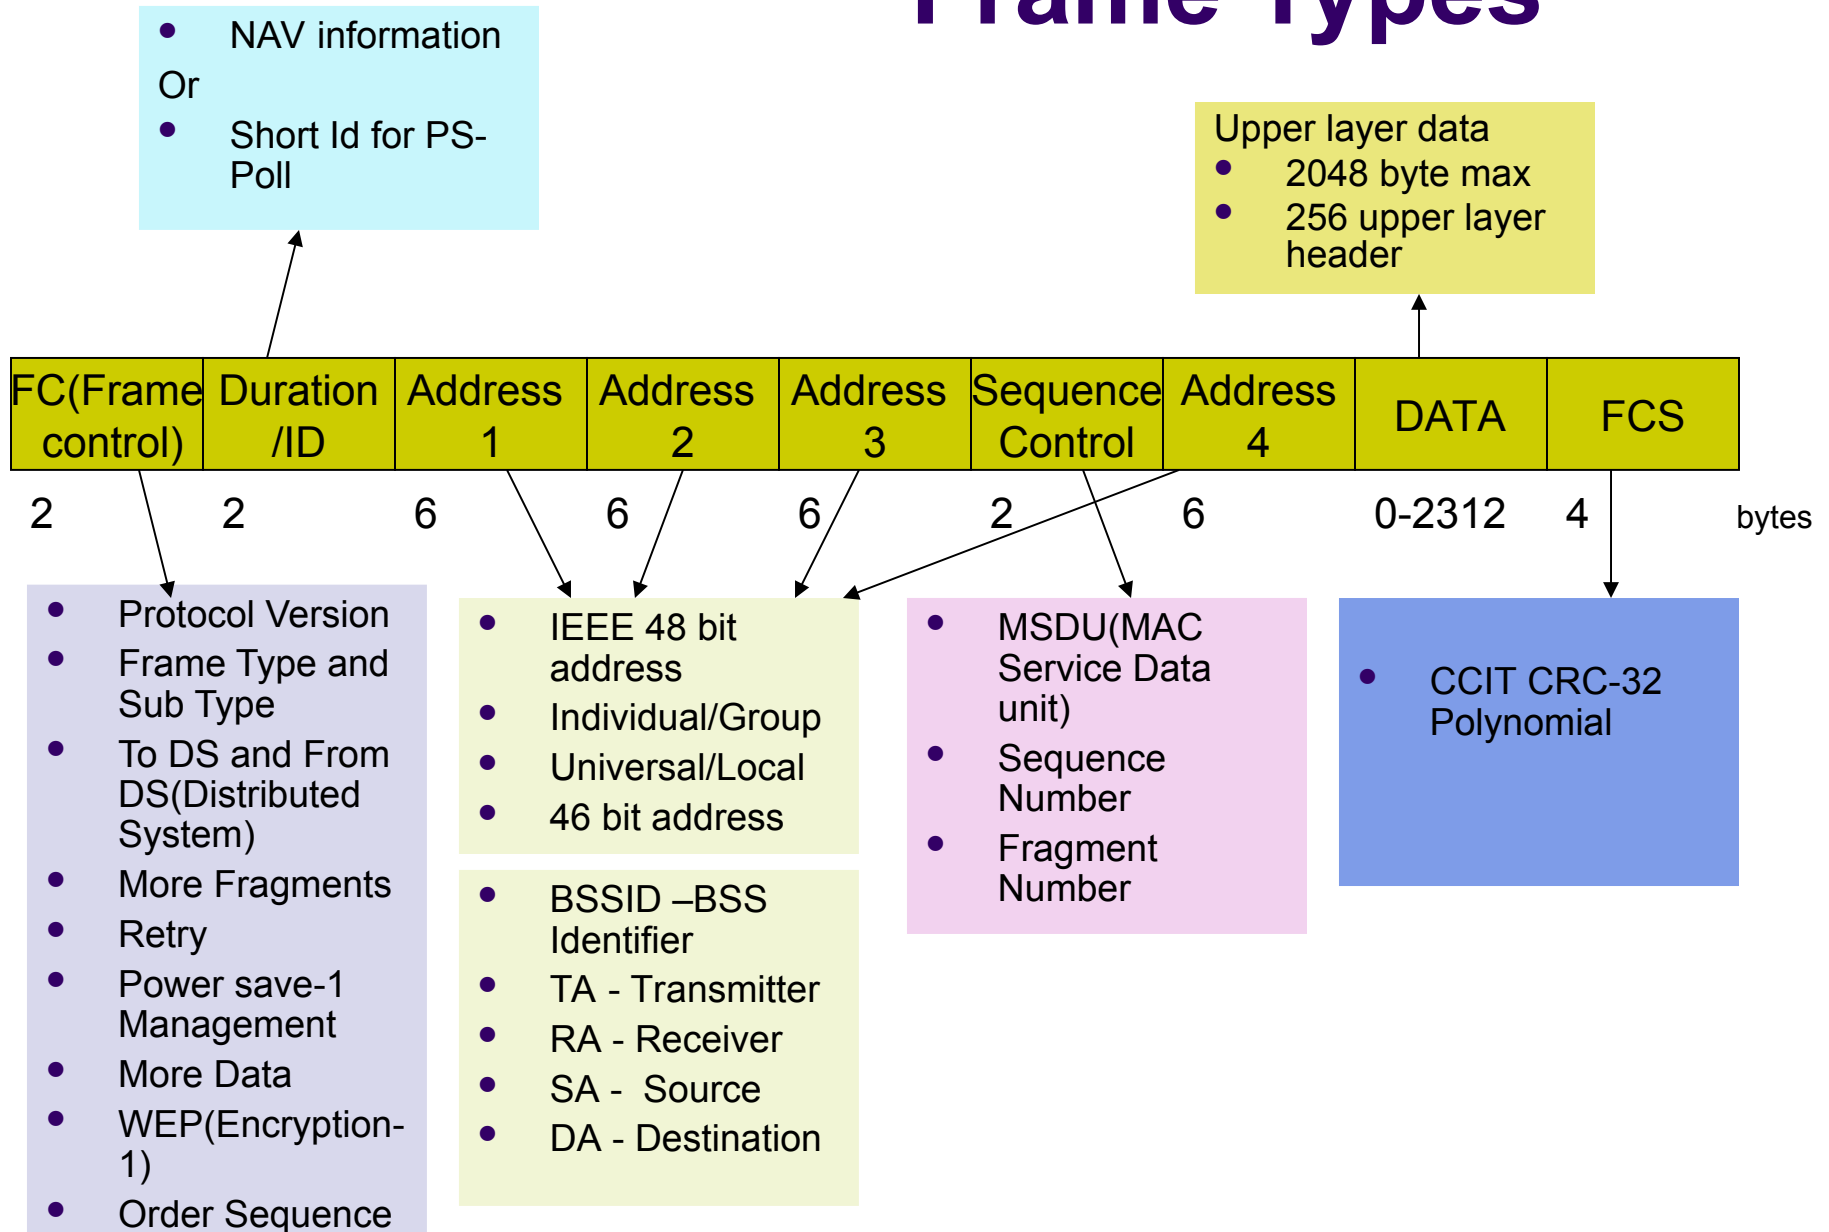 Frame Types
• NAV information
Or
• Short Id for PS-
Poll
Upper layer data
• 2048 byte max
• 256 upper layer
header
FC(Frame
control)
Duration
/ID
Address
1
Address
2
Address
3
Sequence
Control
Address
4
DATA
FCS
2 2 6 6 6 2 6 0-2312 4 bytes
• Protocol Version
• Frame Type and
Sub Type
• To DS and From
DS(Distributed
System)
• More Fragments
• Retry
• Power save-1
Management
• More Data
• WEP(Encryption-
1)
• Order Sequence
• IEEE 48 bit
address
• Individual/Group
• Universal/Local
• 46 bit address
• BSSID –BSS
Identifier
• TA - Transmitter
• RA - Receiver
• SA - Source
• DA - Destination
• MSDU(MAC
Service Data
unit)
• Sequence
Number
• Fragment
Number
• CCIT CRC-32
Polynomial